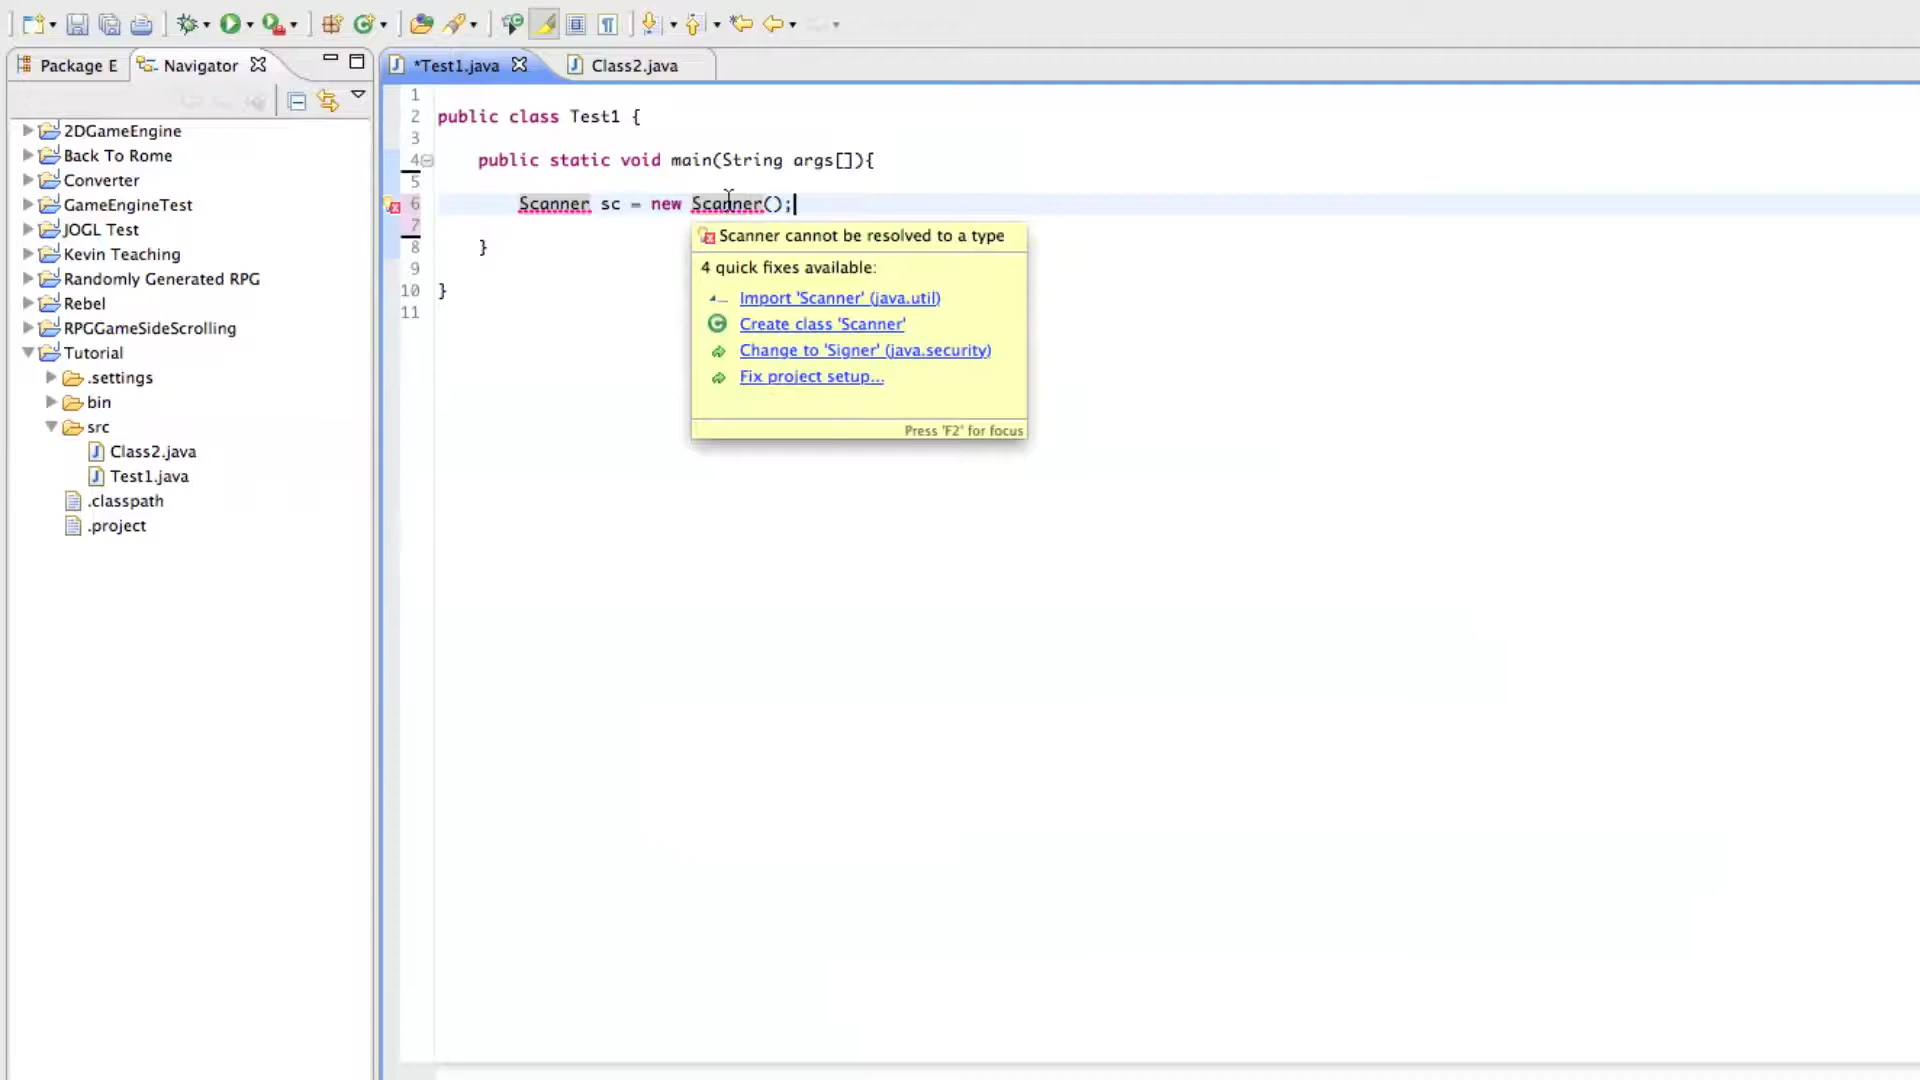 Package E
Navigator
2DGameEngine
Back To Rome
Converter
GameEngineTest
JOGL Test
Kevin Teaching
Randomly Generated RPG
Rebel
RPGGameSideScrolling
Tutorial
.settings
bin
src
Class2.java
Test1.java
.classpath
.project
*Test1.java
Class2.java
1
2 public class Test1 {
3
4 public static void main(String args[]){
5
6 Scanner sc = new Scanner();
7
8 }
9
10 }
11
Scanner cannot be resolved to a type
4 quick fixes available:
Import 'Scanner' (java.util)
Create class 'Scanner'
Change to 'Signer' (java.security)
Fix project setup...
Press 'F2' for focus